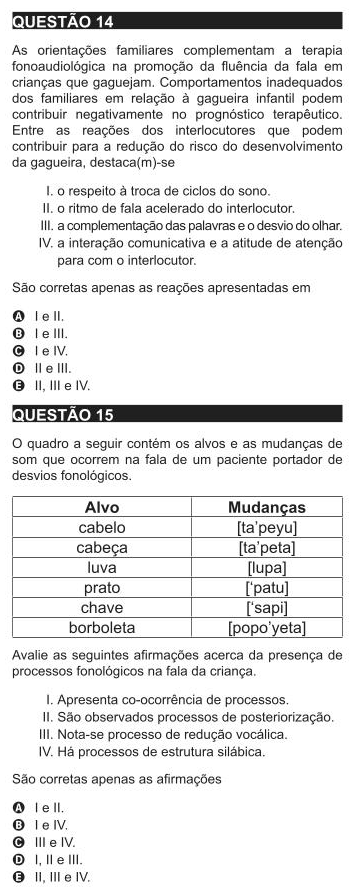 QUESTÃO 14
As orientações familiares complementam a terapia
fonoaudiológica na promoção da fluência da fala em
crianças que gaguejam. Comportamentos inadequados
dos familiares em relação à gagueira infantil podem
contribuir negativamente no prognóstico terapêutico.
Entre as reações dos interlocutores que podem
contribuir para a redução do risco do desenvolvimento
da gagueira, destaca(m)-se
I. o respeito à troca de ciclos do sono.
II. o ritmo de fala acelerado do interlocutor.
III. a complementação das palavras e o desvio do olhar.
IV. a interação comunicativa e a atitude de atenção
para com o interlocutor.
São corretas apenas as reações apresentadas em
A I e II.
B I e III.
C I e IV.
D II e III.
E II, III e IV.
QUESTÃO 15
O quadro a seguir contém os alvos e as mudanças de
som que ocorrem na fala de um paciente portador de
desvios fonológicos.
Alvo Mudanças
cabelo [ta'peyu]
cabeça [ta'peta]
luva [lupa]
prato ['patu]
chave ['sapi]
borboleta [popo'yeta]
Avalie as seguintes afirmações acerca da presença de
processos fonológicos na fala da criança.
I. Apresenta co-ocorrência de processos.
II. São observados processos de posteriorização.
III. Nota-se processo de redução vocálica.
IV. Há processos de estrutura silábica.
São corretas apenas as afirmações
A I e II.
B I e IV.
C III e IV.
D I, II e III.
E II, III e IV.